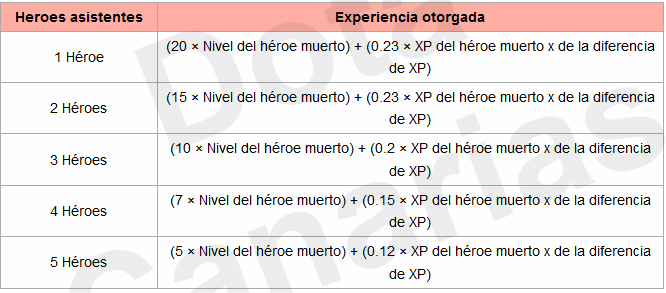 Heroes asistentes Experiencia otorgada
1 Héroe
(20 × Nivel del héroe muerto) + (0.23 × XP del héroe muerto x de la diferencia
de XP)
2 Héroes
(15 × Nivel del héroe muerto) + (0.23 × XP del héroe muerto x de la diferencia
de XP)
3 Héroes
(10 × Nivel del héroe muerto) + (0.2 × XP del héroe muerto x de la diferencia
de XP)
4 Héroes
(7 × Nivel del héroe muerto) + (0.15 × XP del héroe muerto x de la diferencia
de XP)
5 Héroes
(5 × Nivel del héroe muerto) + (0.12 × XP del héroe muerto x de la diferencia
de XP)
Dota
Canarias